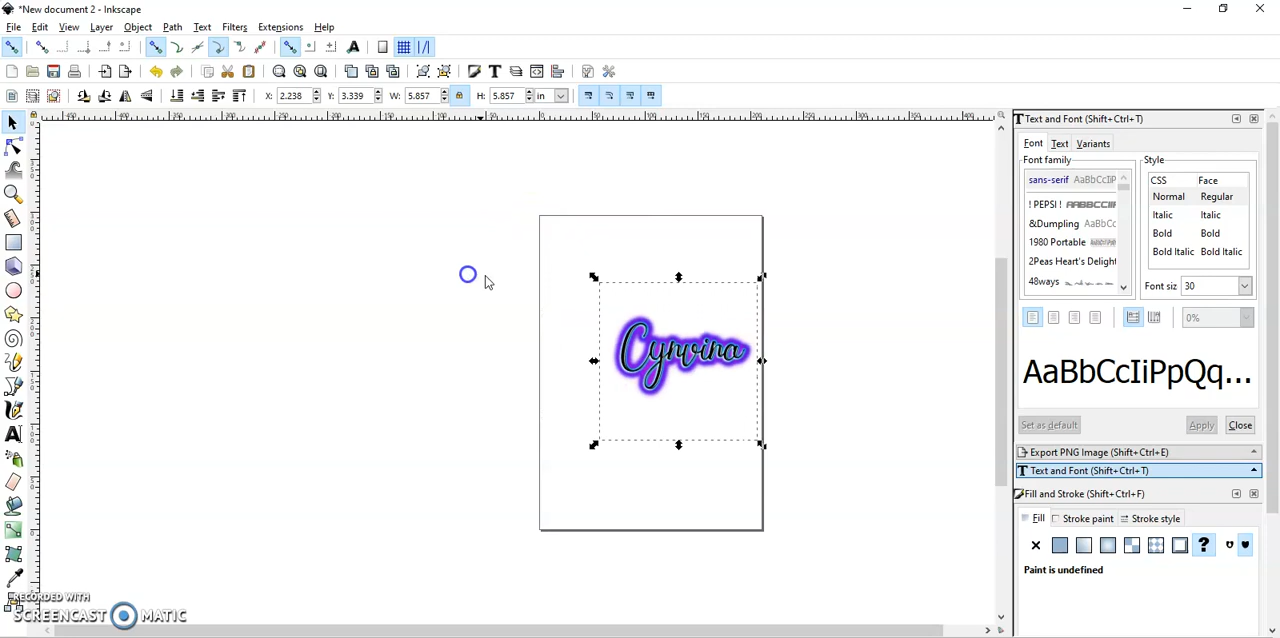 *New document 2 - Inkscape
File Edit View Layer Object Path Text Filters Extensions Help
X: 2.238 Y: 3.339 W: 5.857 H: 5.857 in
Text and Font (Shift+Ctrl+T)
Font Text Variants
Font family
sans-serif AaBbCcIiPp
! PEPSI ! AABBCCII
&Dumpling AaBbCc
1980 Portable
2Peas Heart's Delight
48ways
Style
CSS Face
Normal Regular
Italic Italic
Bold Bold
Bold Italic Bold Italic
Font siz 30
0%
AaBbCcIiPpQq...
Set as default Apply Close
Export PNG Image (Shift+Ctrl+E)
Text and Font (Shift+Ctrl+T)
Fill and Stroke (Shift+Ctrl+F)
Fill Stroke paint Stroke style
Paint is undefined
Cynvina
RECORDED WITH
SCREENCAST MATIC